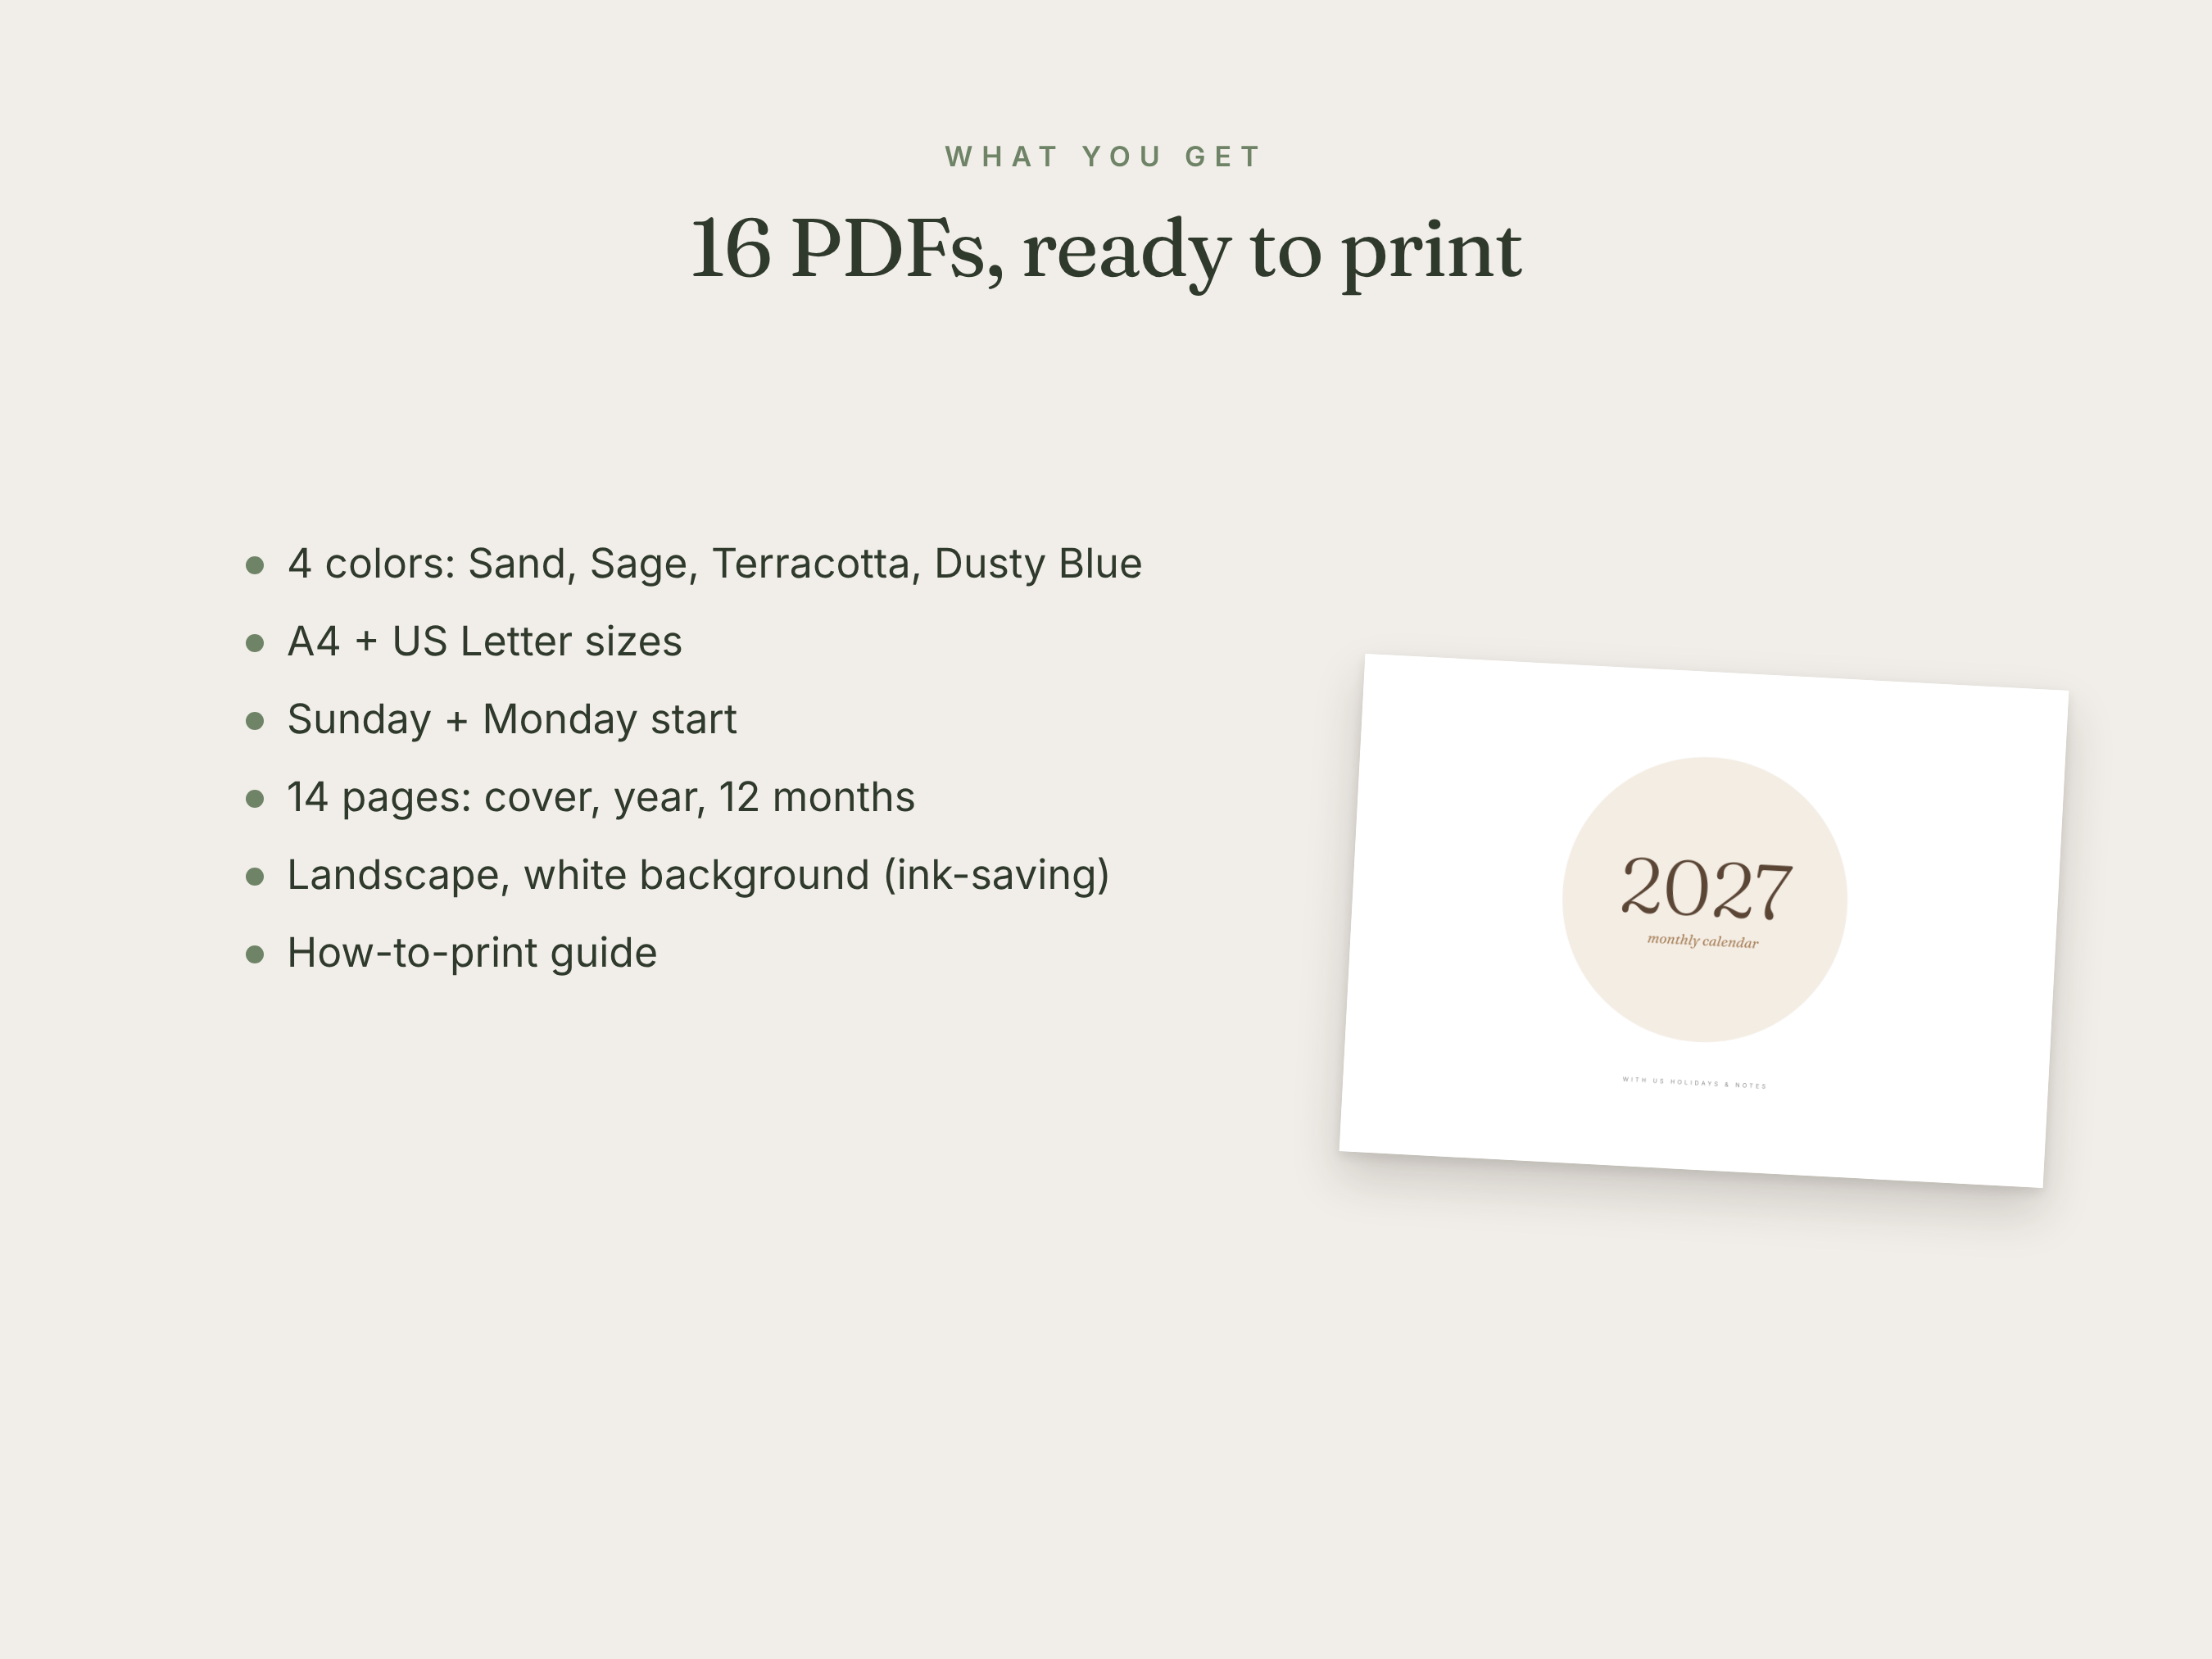 WHAT YOU GET
16 PDFs, ready to print
4 colors: Sand, Sage, Terracotta, Dusty Blue
A4 + US Letter sizes
Sunday + Monday start
14 pages: cover, year, 12 months
Landscape, white background (ink-saving)
How-to-print guide
2027
monthly calendar
WITH US HOLIDAYS & NOTES